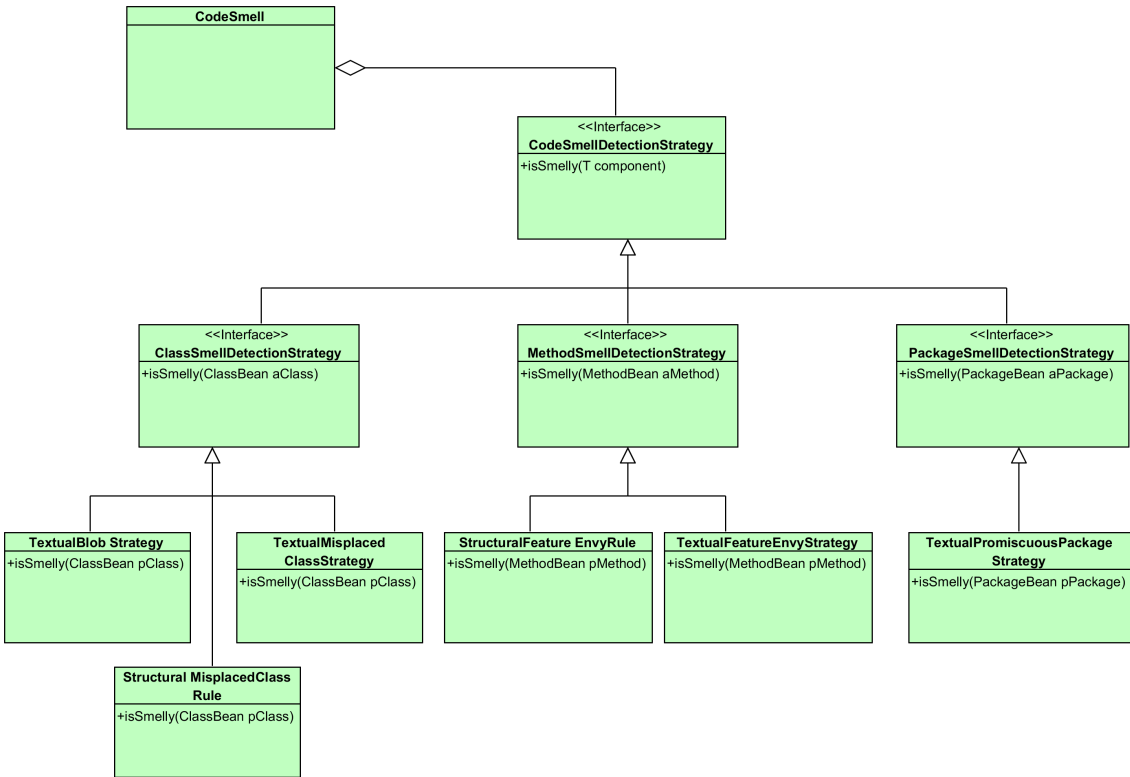 CodeSmell
<<Interface>>
CodeSmellDetectionStrategy
+isSmelly(T component)
<<Interface>>
ClassSmellDetectionStrategy
+isSmelly(ClassBean aClass)
<<Interface>>
MethodSmellDetectionStrategy
+isSmelly(MethodBean aMethod)
<<Interface>>
PackageSmellDetectionStrategy
+isSmelly(PackageBean aPackage)
TextualBlob Strategy
+isSmelly(ClassBean pClass)
TextualMisplaced
ClassStrategy
+isSmelly(ClassBean pClass)
StructuralFeature EnvyRule
+isSmelly(MethodBean pMethod)
TextualFeatureEnvyStrategy
+isSmelly(MethodBean pMethod)
TextualPromiscuousPackage
Strategy
+isSmelly(PackageBean pPackage)
Structural MisplacedClass
Rule
+isSmelly(ClassBean pClass)